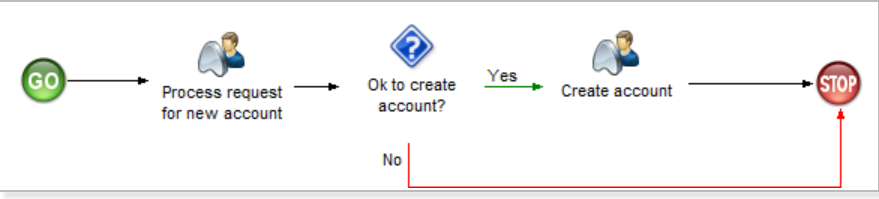 GO
Process request
for new account
Ok to create
account?
Yes
Create account
STOP
No